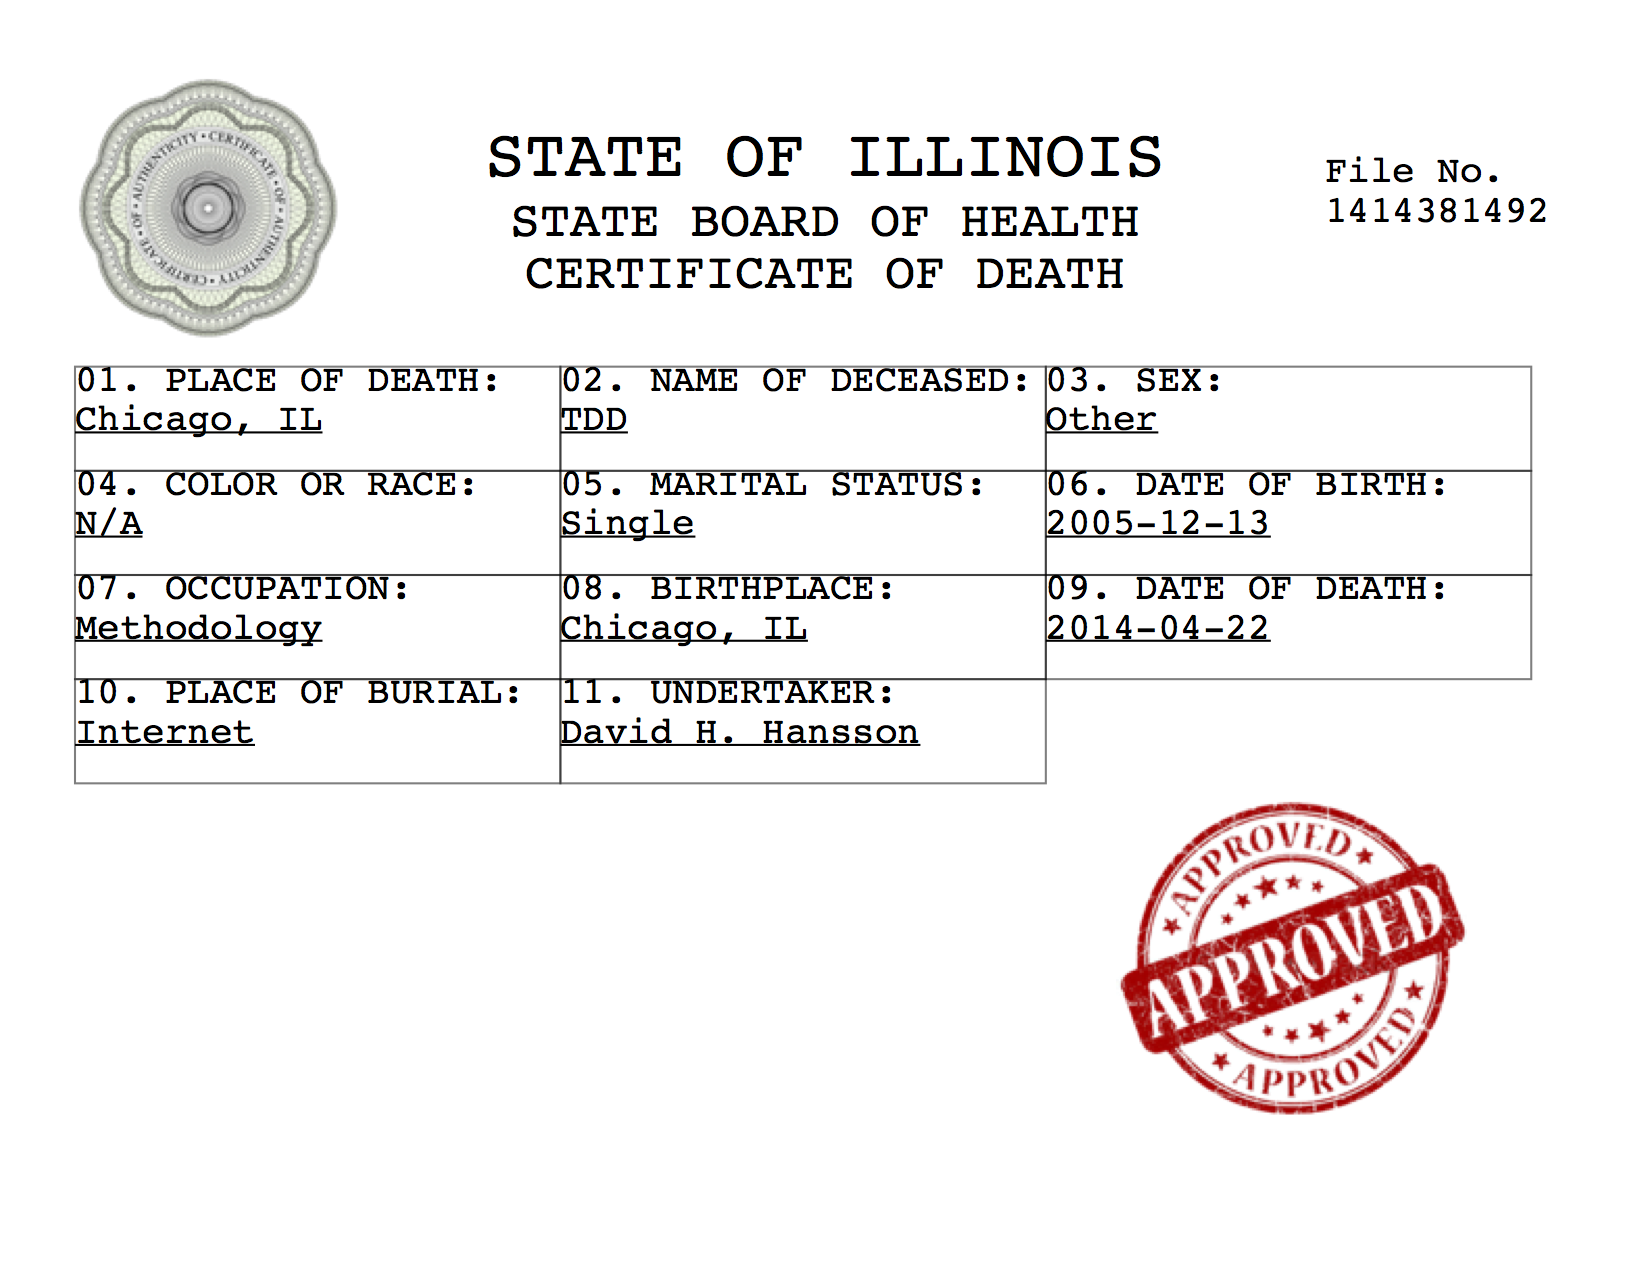 CERTIFICATE • OF • AUTHENTICITY • CERTIFICATE • OF • AUTHENTICITY •
STATE OF ILLINOIS
STATE BOARD OF HEALTH
CERTIFICATE OF DEATH
File No.
1414381492
01. PLACE OF DEATH:
Chicago, IL
02. NAME OF DECEASED:
TDD
03. SEX:
Other
04. COLOR OR RACE:
N/A
05. MARITAL STATUS:
Single
06. DATE OF BIRTH:
2005-12-13
07. OCCUPATION:
Methodology
08. BIRTHPLACE:
Chicago, IL
09. DATE OF DEATH:
2014-04-22
10. PLACE OF BURIAL:
Internet
11. UNDERTAKER:
David H. Hansson
APPROVED
APPROVED
APPROVED